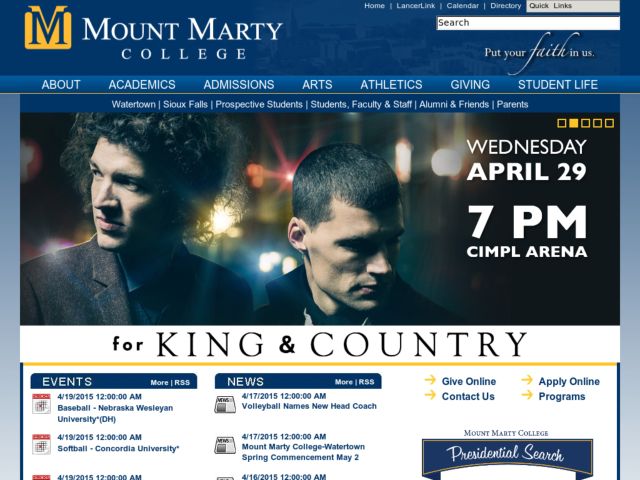 Home | LancerLink | Calendar | Directory
Quick Links
MOUNT MARTY
COLLEGE
Search
Put your faith in us.
ABOUT ACADEMICS ADMISSIONS ARTS ATHLETICS GIVING STUDENT LIFE
Watertown | Sioux Falls | Prospective Students | Students, Faculty & Staff | Alumni & Friends | Parents
WEDNESDAY
APRIL 29
7 PM
CIMPL ARENA
for KING & COUNTRY
EVENTS More | RSS
4/19/2015 12:00:00 AM
Baseball - Nebraska Wesleyan
University*(DH)
4/19/2015 12:00:00 AM
Softball - Concordia University*
4/19/2015 12:00:00 AM
NEWS More | RSS
4/17/2015 12:00:00 AM
Volleyball Names New Head Coach
4/17/2015 12:00:00 AM
Mount Marty College-Watertown
Spring Commencement May 2
4/16/2015 12:00:00 AM
Give Online Apply Online
Contact Us Programs
MOUNT MARTY COLLEGE
Presidential Search